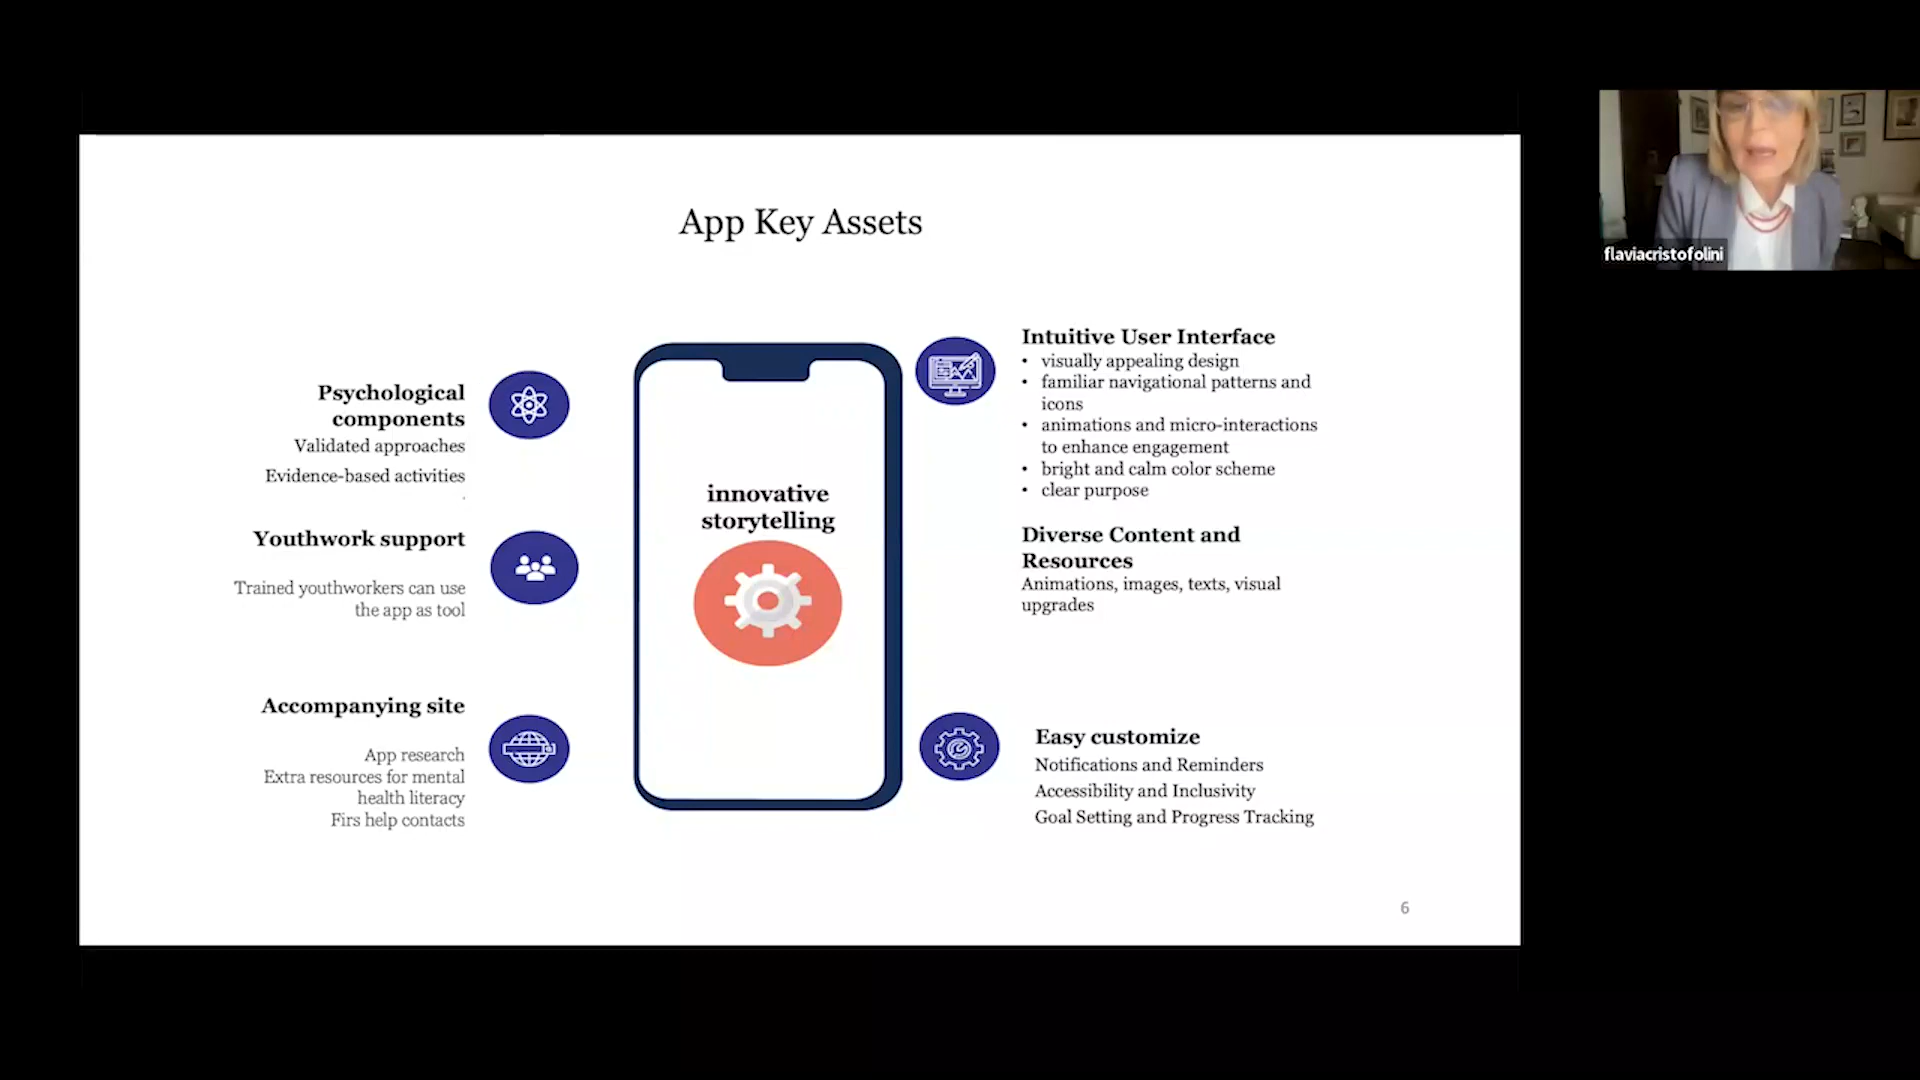 App Key Assets
Psychological
components
Validated approaches
Evidence-based activities
.
Youthwork support
Trained youthworkers can use
the app as tool
Accompanying site
App research
Extra resources for mental
health literacy
Firs help contacts
innovative
storytelling
Intuitive User Interface
• visually appealing design
• familiar navigational patterns and
icons
• animations and micro-interactions
to enhance engagement
• bright and calm color scheme
• clear purpose
Diverse Content and
Resources
Animations, images, texts, visual
upgrades
Easy customize
Notifications and Reminders
Accessibility and Inclusivity
Goal Setting and Progress Tracking
6
flaviacristofolini